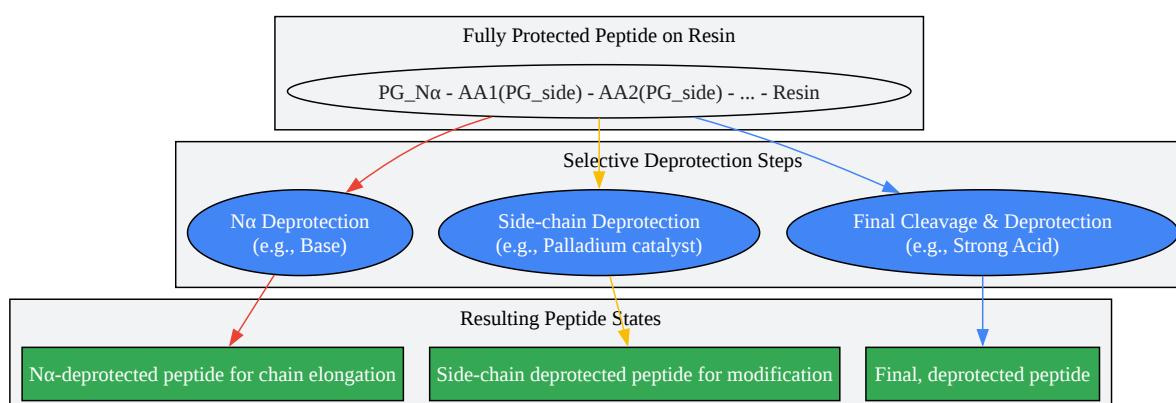 Fully Protected Peptide on Resin
PG_Nα - AA1(PG_side) - AA2(PG_side) - ... - Resin
Selective Deprotection Steps
Nα Deprotection
(e.g., Base)
Side-chain Deprotection
(e.g., Palladium catalyst)
Final Cleavage & Deprotection
(e.g., Strong Acid)
Resulting Peptide States
Nα-deprotected peptide for chain elongation
Side-chain deprotected peptide for modification
Final, deprotected peptide